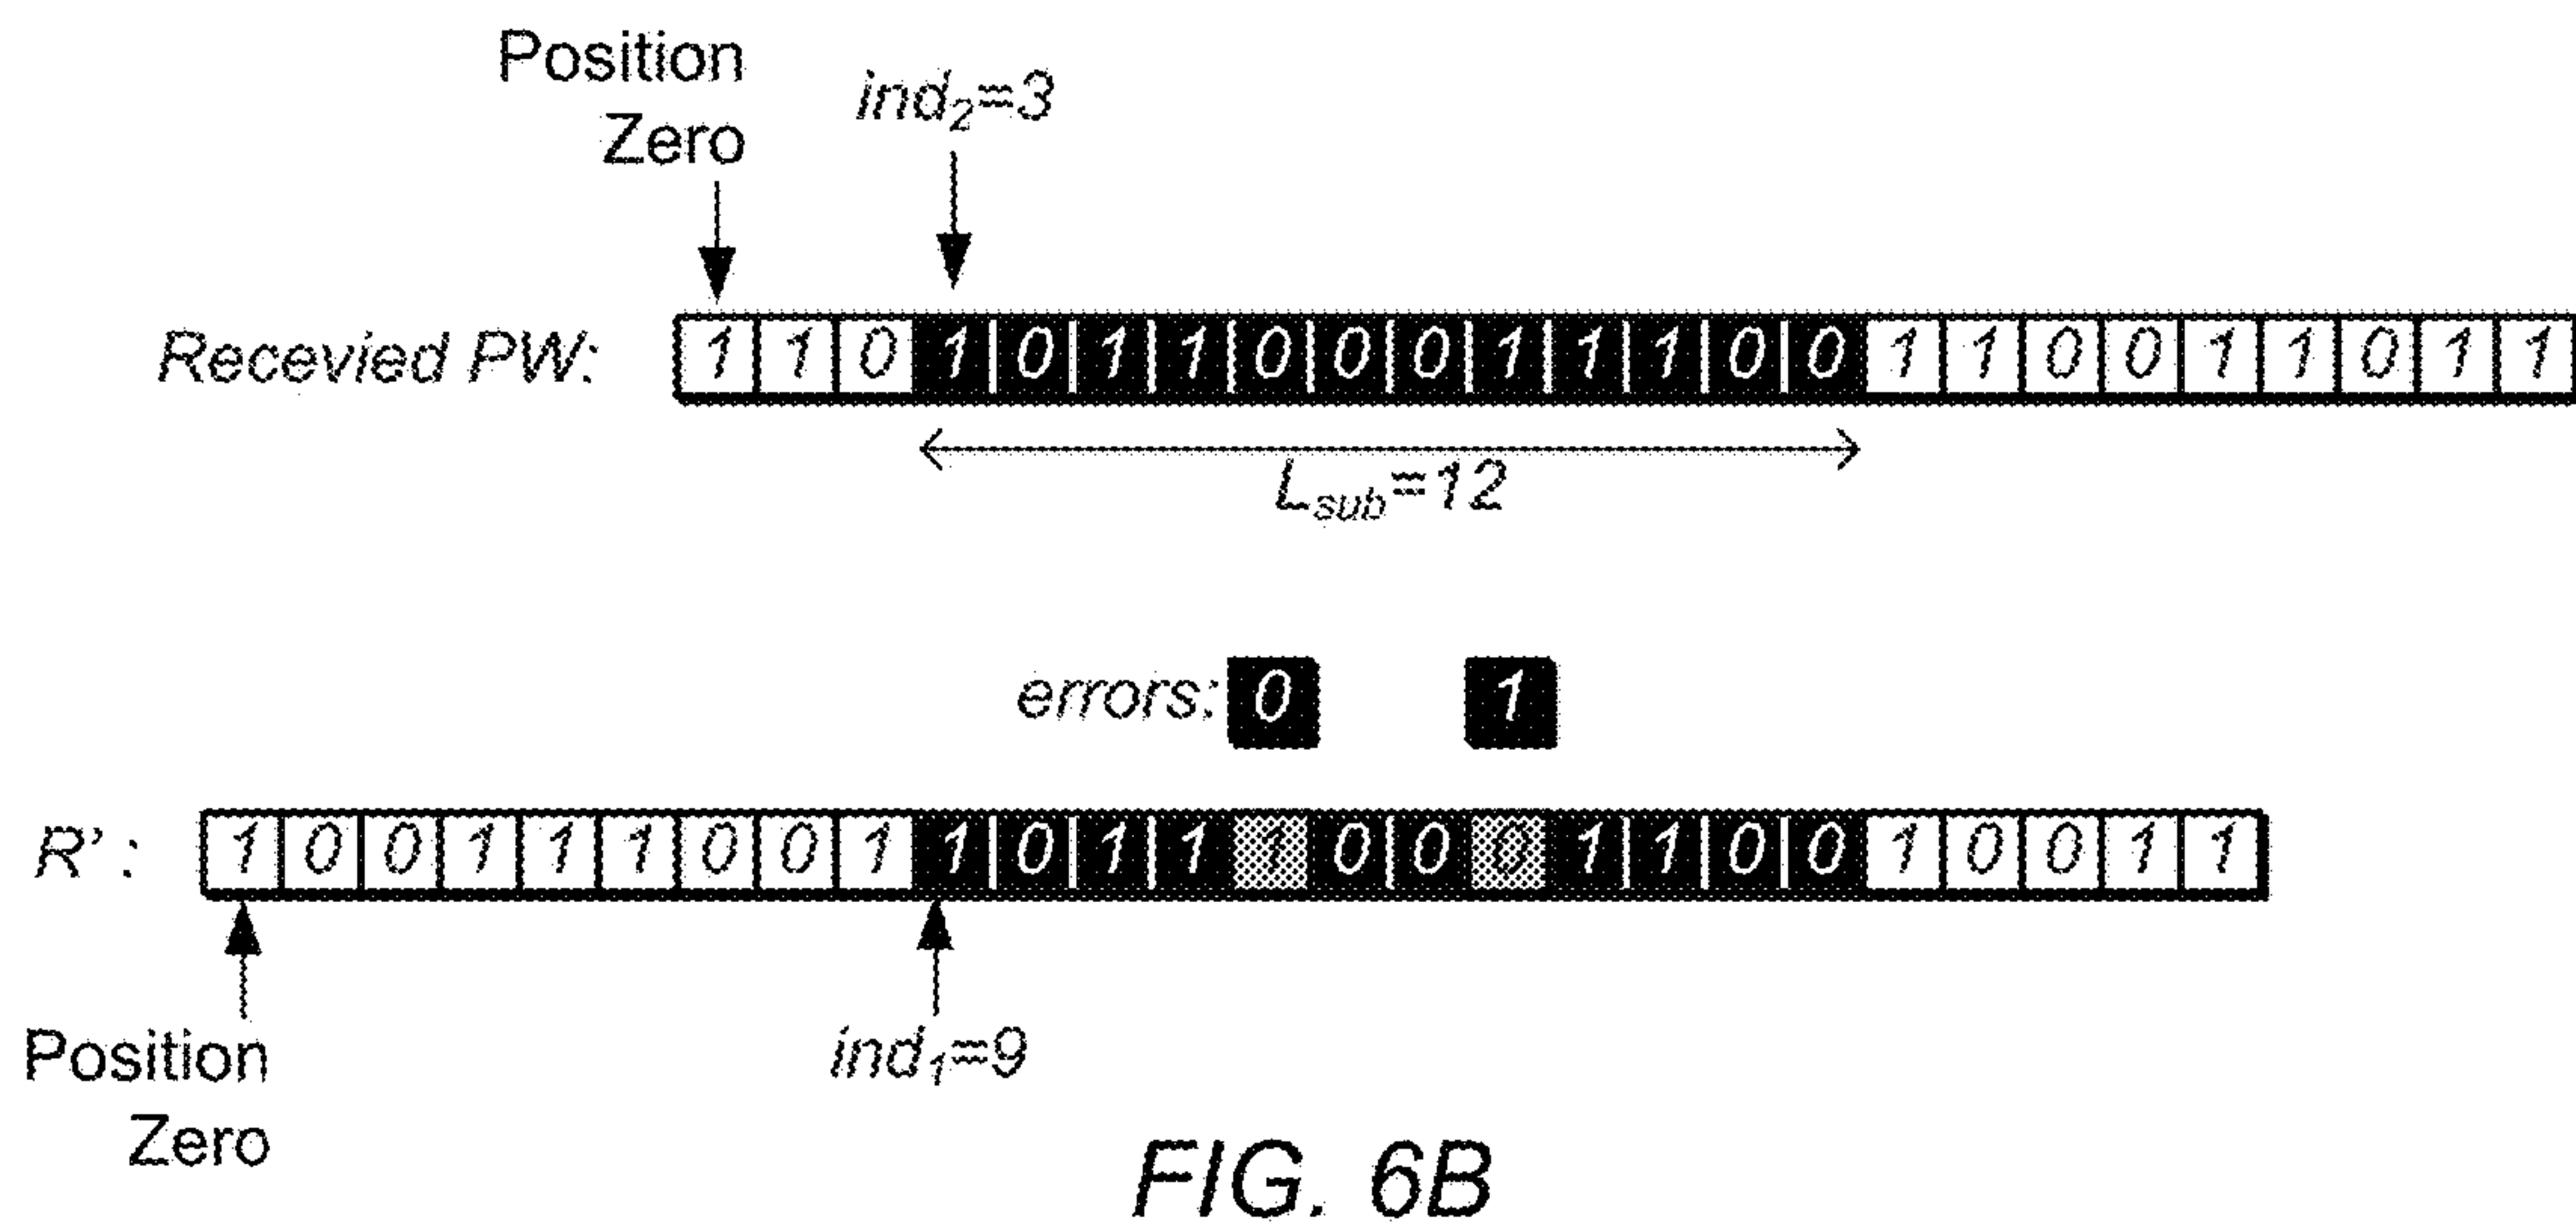 Position
Zero
ind₂=3
Recevied PW: 1 1 0 1 0 1 1 0 0 0 1 1 1 0 0 1 1 0 0 1 1 0 1 1
L_sub=12
errors: 0 1
R' : 1 0 0 1 1 1 0 0 1 1 0 1 1 1 0 0 0 1 1 0 0 1 0 0 1 1
Position
Zero
ind₁=9
FIG. 6B